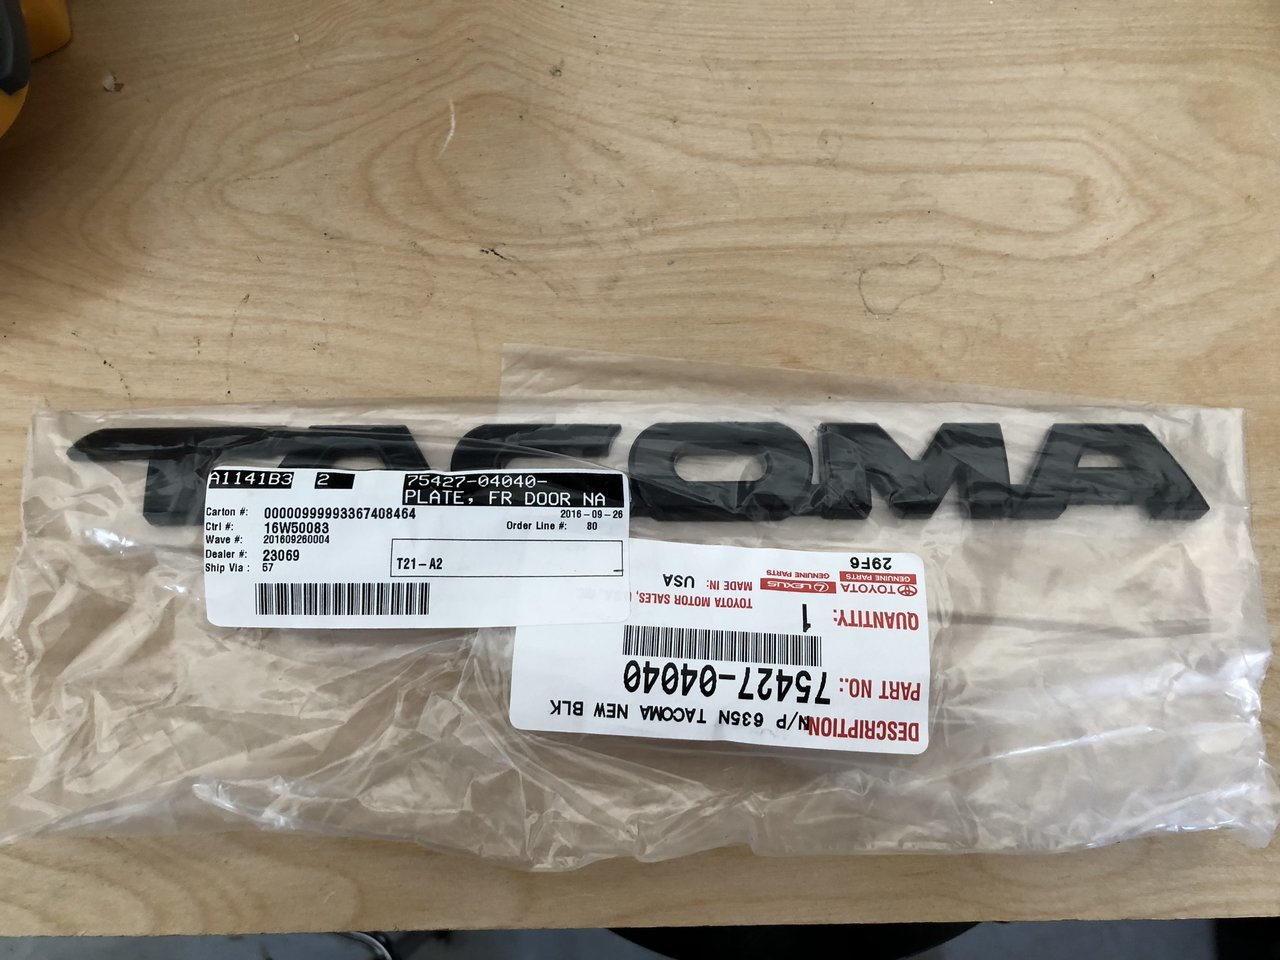 TACOMA
A1141B3 2 75427-04040-
PLATE, FR DOOR NA
Carton #: 00000999993367408464 2016-09-26
Ctrl #: 16W50083 Order Line #: 80
Wave #: 201609260004
Dealer #: 23069
Ship Via : 57
T21-A2
DESCRIPTION N/P 635N TACOMA NEW BLK
PART NO.: 75427-04040
QUANTITY: 1
TOYOTA MOTOR SALES,
TOYOTA GENUINE PARTS LEXUS GENUINE PARTS MADE IN: USA
29F6